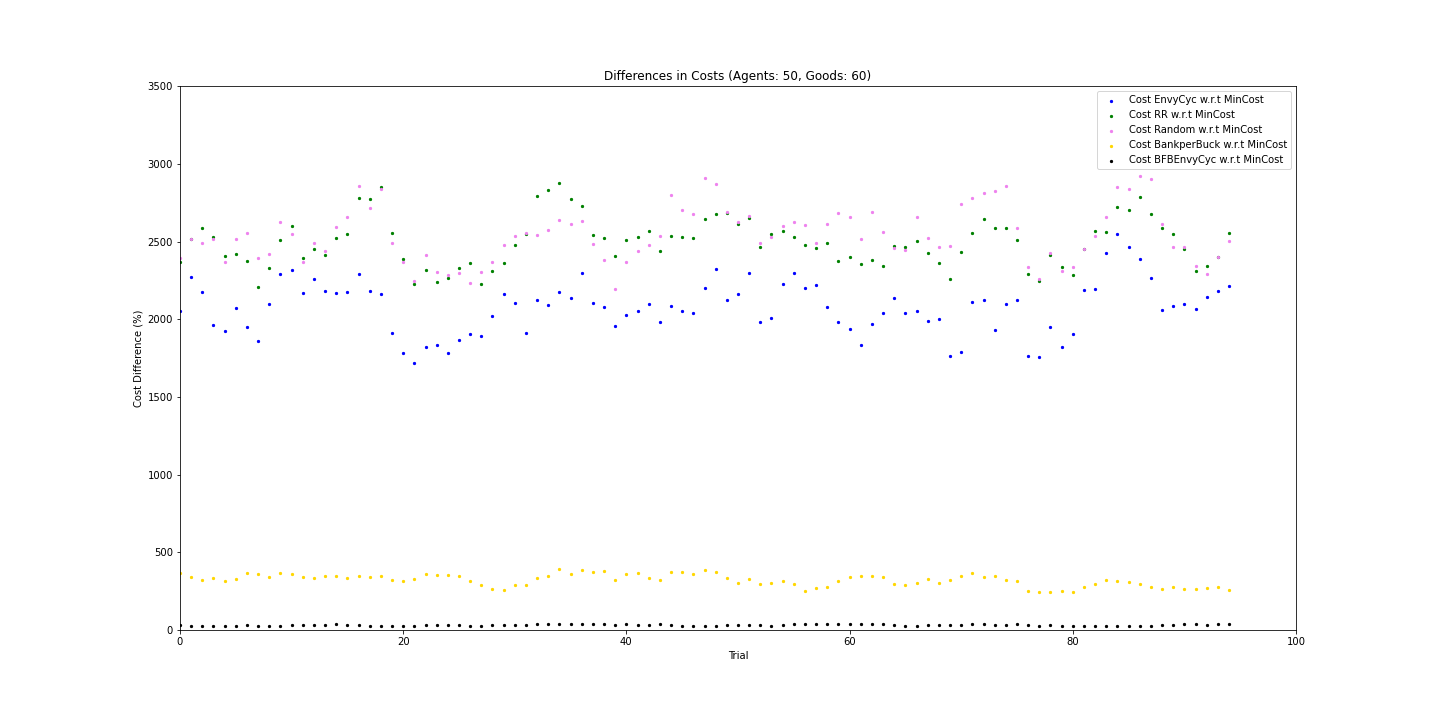 Differences in Costs (Agents: 50, Goods: 60)
3500
3000
2500
2000
1500
1000
500
0
Cost Difference (%)
Cost EnvyCyc w.r.t MinCost
Cost RR w.r.t MinCost
Cost Random w.r.t MinCost
Cost BankperBuck w.r.t MinCost
Cost BFBEnvyCyc w.r.t MinCost
0 20 40 60 80 100
Trial